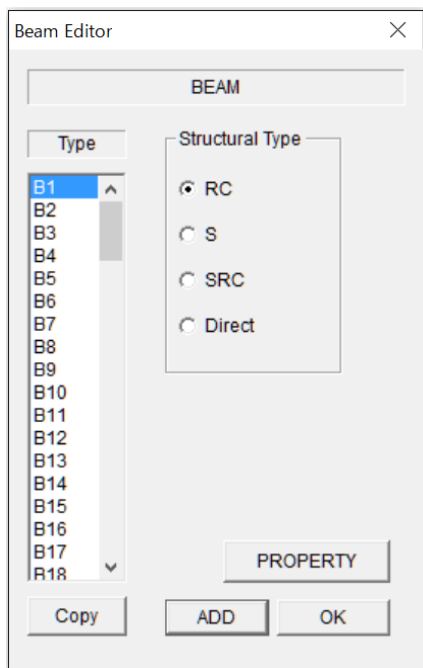 Beam Editor
BEAM
Type
Structural Type
B1
B2
B3
B4
B5
B6
B7
B8
B9
B10
B11
B12
B13
B14
B15
B16
B17
B18
RC
S
SRC
Direct
PROPERTY
Copy
ADD
OK